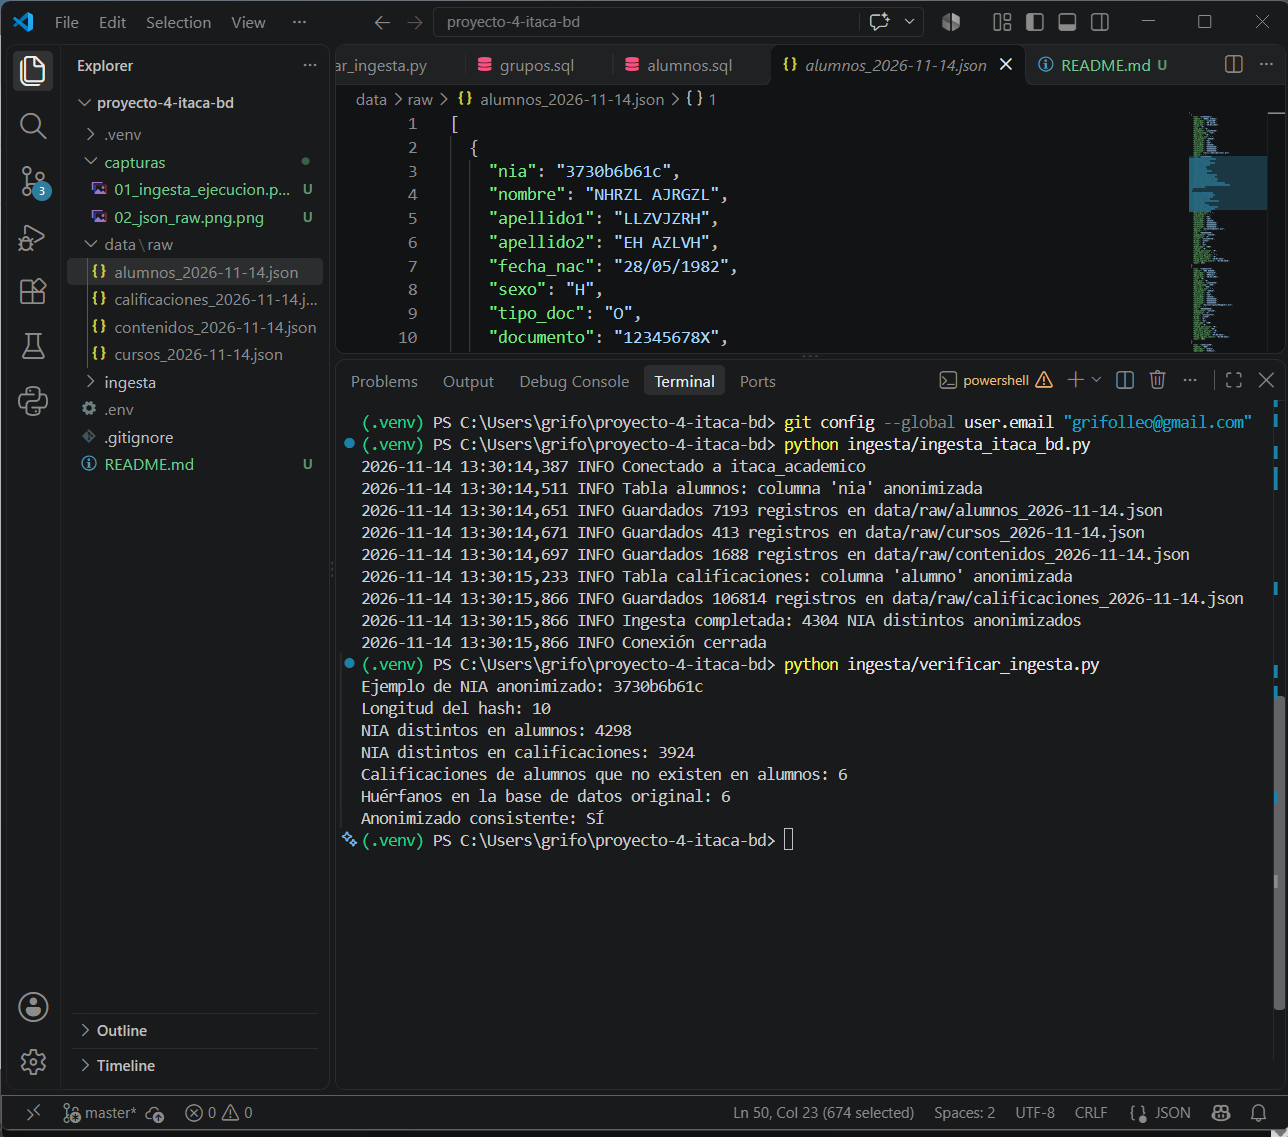 File Edit Selection View ··· proyecto-4-itaca-bd
Explorer ···
proyecto-4-itaca-bd
.venv
capturas
01_ingesta_ejecucion.p... U
02_json_raw.png.png U
data\raw
alumnos_2026-11-14.json
calificaciones_2026-11-14.j...
contenidos_2026-11-14.json
cursos_2026-11-14.json
ingesta
.env
.gitignore
README.md U
Outline
Timeline
3
ar_ingesta.py grupos.sql alumnos.sql {} alumnos_2026-11-14.json README.md U ···
data > raw > {} alumnos_2026-11-14.json > {} 1
1 [
2 {
3 "nia": "3730b6b61c",
4 "nombre": "NHRZL AJRGZL",
5 "apellido1": "LLZVJZRH",
6 "apellido2": "EH AZLVH",
7 "fecha_nac": "28/05/1982",
8 "sexo": "H",
9 "tipo_doc": "O",
10 "documento": "12345678X",
Problems Output Debug Console Terminal Ports powershell ···
(.venv) PS C:\Users\grifo\proyecto-4-itaca-bd> git config --global user.email "grifolleo@gmail.com"
(.venv) PS C:\Users\grifo\proyecto-4-itaca-bd> python ingesta/ingesta_itaca_bd.py
2026-11-14 13:30:14,387 INFO Conectado a itaca_academico
2026-11-14 13:30:14,511 INFO Tabla alumnos: columna 'nia' anonimizada
2026-11-14 13:30:14,651 INFO Guardados 7193 registros en data/raw/alumnos_2026-11-14.json
2026-11-14 13:30:14,671 INFO Guardados 413 registros en data/raw/cursos_2026-11-14.json
2026-11-14 13:30:14,697 INFO Guardados 1688 registros en data/raw/contenidos_2026-11-14.json
2026-11-14 13:30:15,233 INFO Tabla calificaciones: columna 'alumno' anonimizada
2026-11-14 13:30:15,866 INFO Guardados 106814 registros en data/raw/calificaciones_2026-11-14.json
2026-11-14 13:30:15,866 INFO Ingesta completada: 4304 NIA distintos anonimizados
2026-11-14 13:30:15,866 INFO Conexión cerrada
(.venv) PS C:\Users\grifo\proyecto-4-itaca-bd> python ingesta/verificar_ingesta.py
Ejemplo de NIA anonimizado: 3730b6b61c
Longitud del hash: 10
NIA distintos en alumnos: 4298
NIA distintos en calificaciones: 3924
Calificaciones de alumnos que no existen en alumnos: 6
Huérfanos en la base de datos original: 6
Anonimizado consistente: SÍ
(.venv) PS C:\Users\grifo\proyecto-4-itaca-bd>
master* 0 0 Ln 50, Col 23 (674 selected) Spaces: 2 UTF-8 CRLF {} JSON